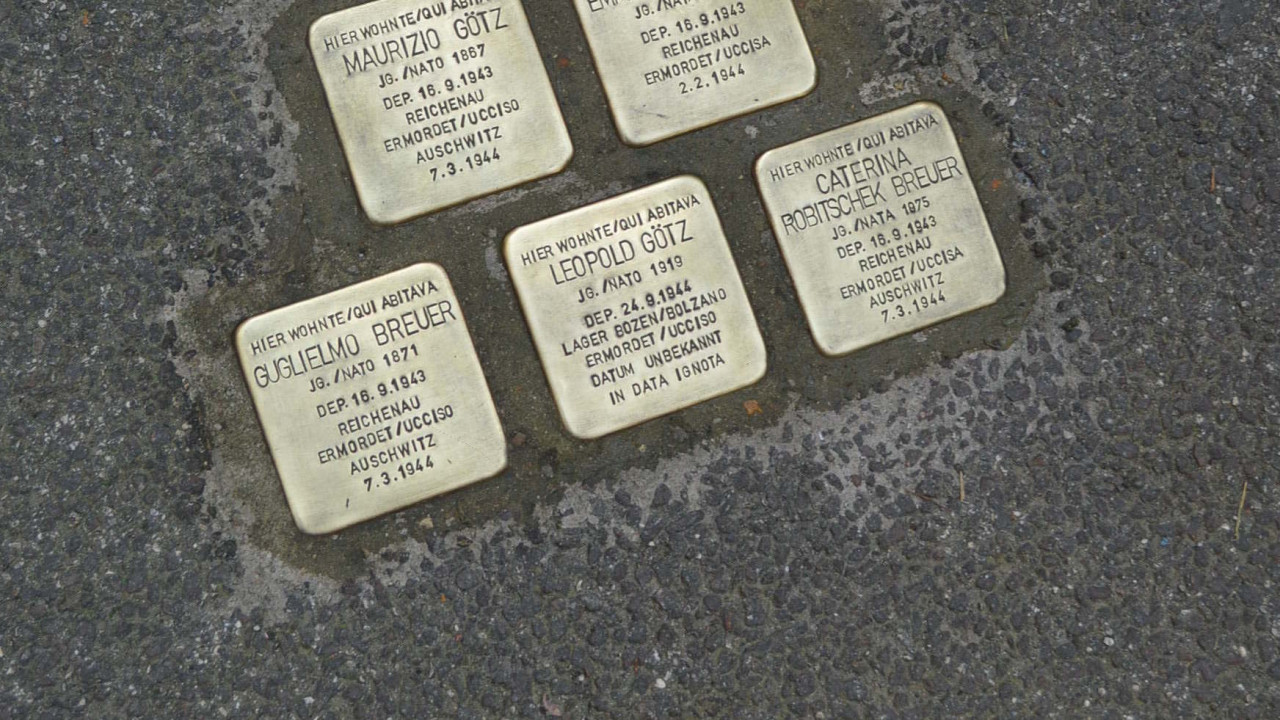 HIER WOHNTE/QUI ABITAVA
MAURIZIO GÖTZ
JG./NATO 1867
DEP. 16.9.1943
REICHENAU
ERMORDET/UCCISO
AUSCHWITZ
7.3.1944
JG./NATA
DEP. 16.9.1943
REICHENAU
ERMORDET/UCCISA
2.2.1944
HIER WOHNTE/QUI ABITAVA
CATERINA
ROBITSCHEK BREUER
JG./NATA 1875
DEP. 16.9.1943
REICHENAU
ERMORDET/UCCISA
AUSCHWITZ
7.3.1944
HIER WOHNTE/QUI ABITAVA
LEOPOLD GÖTZ
JG./NATO 1919
DEP. 24.9.1944
LAGER BOZEN/BOLZANO
ERMORDET/UCCISO
DATUM UNBEKANNT
IN DATA IGNOTA
HIER WOHNTE/QUI ABITAVA
GUGLIELMO BREUER
JG./NATO 1871
DEP. 16.9.1943
REICHENAU
ERMORDET/UCCISO
AUSCHWITZ
7.3.1944